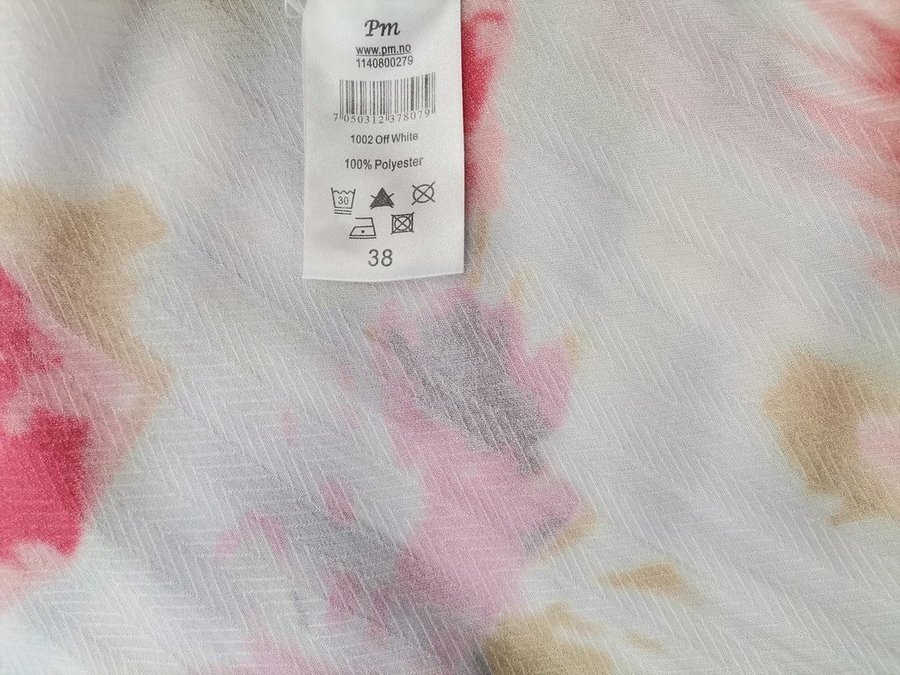 Pm
www.pm.no
1140800279
7 050312 378079
1002 Off White
100% Polyester
30
38